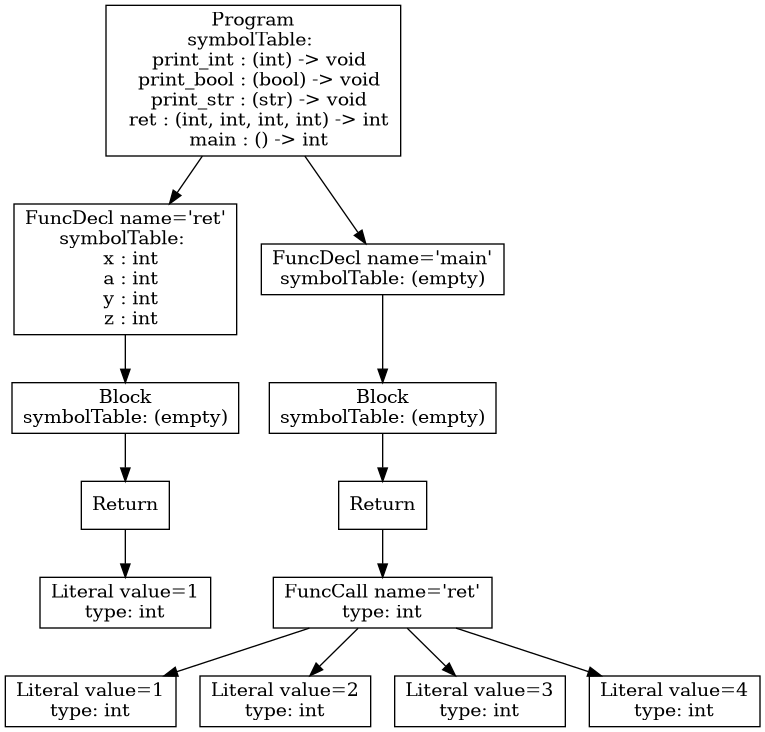 Program
symbolTable:
print_int : (int) -> void
print_bool : (bool) -> void
print_str : (str) -> void
ret : (int, int, int, int) -> int
main : () -> int
FuncDecl name='ret'
symbolTable:
x : int
a : int
y : int
z : int
FuncDecl name='main'
symbolTable: (empty)
Block
symbolTable: (empty)
Block
symbolTable: (empty)
Return
Return
Literal value=1
type: int
FuncCall name='ret'
type: int
Literal value=1
type: int
Literal value=2
type: int
Literal value=3
type: int
Literal value=4
type: int